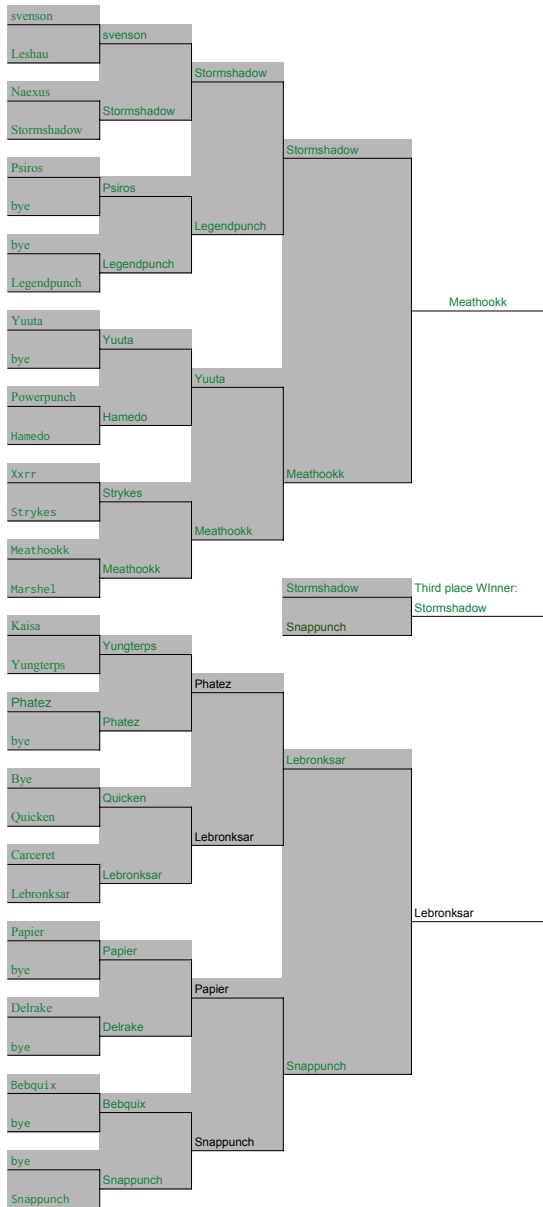 svenson
Leshau
Naexus
Stormshadow
Psiros
bye
bye
Legendpunch
Yuuta
bye
Powerpunch
Hamedo
Xxrr
Strykes
Meathookk
Marshel
Kaisa
Yungterps
Phatez
bye
Bye
Quicken
Carceret
Lebronksar
Papier
bye
Delrake
bye
Bebquix
bye
bye
Snappunch
svenson
Stormshadow
Psiros
Legendpunch
Yuuta
Hamedo
Strykes
Meathookk
Yungterps
Phatez
Quicken
Lebronksar
Papier
Delrake
Bebquix
Snappunch
Stormshadow
Legendpunch
Yuuta
Meathookk
Phatez
Lebronksar
Papier
Snappunch
Stormshadow
Meathookk
Stormshadow
Snappunch
Lebronksar
Snappunch
Meathookk
Third place WInner:
Stormshadow
Lebronksar